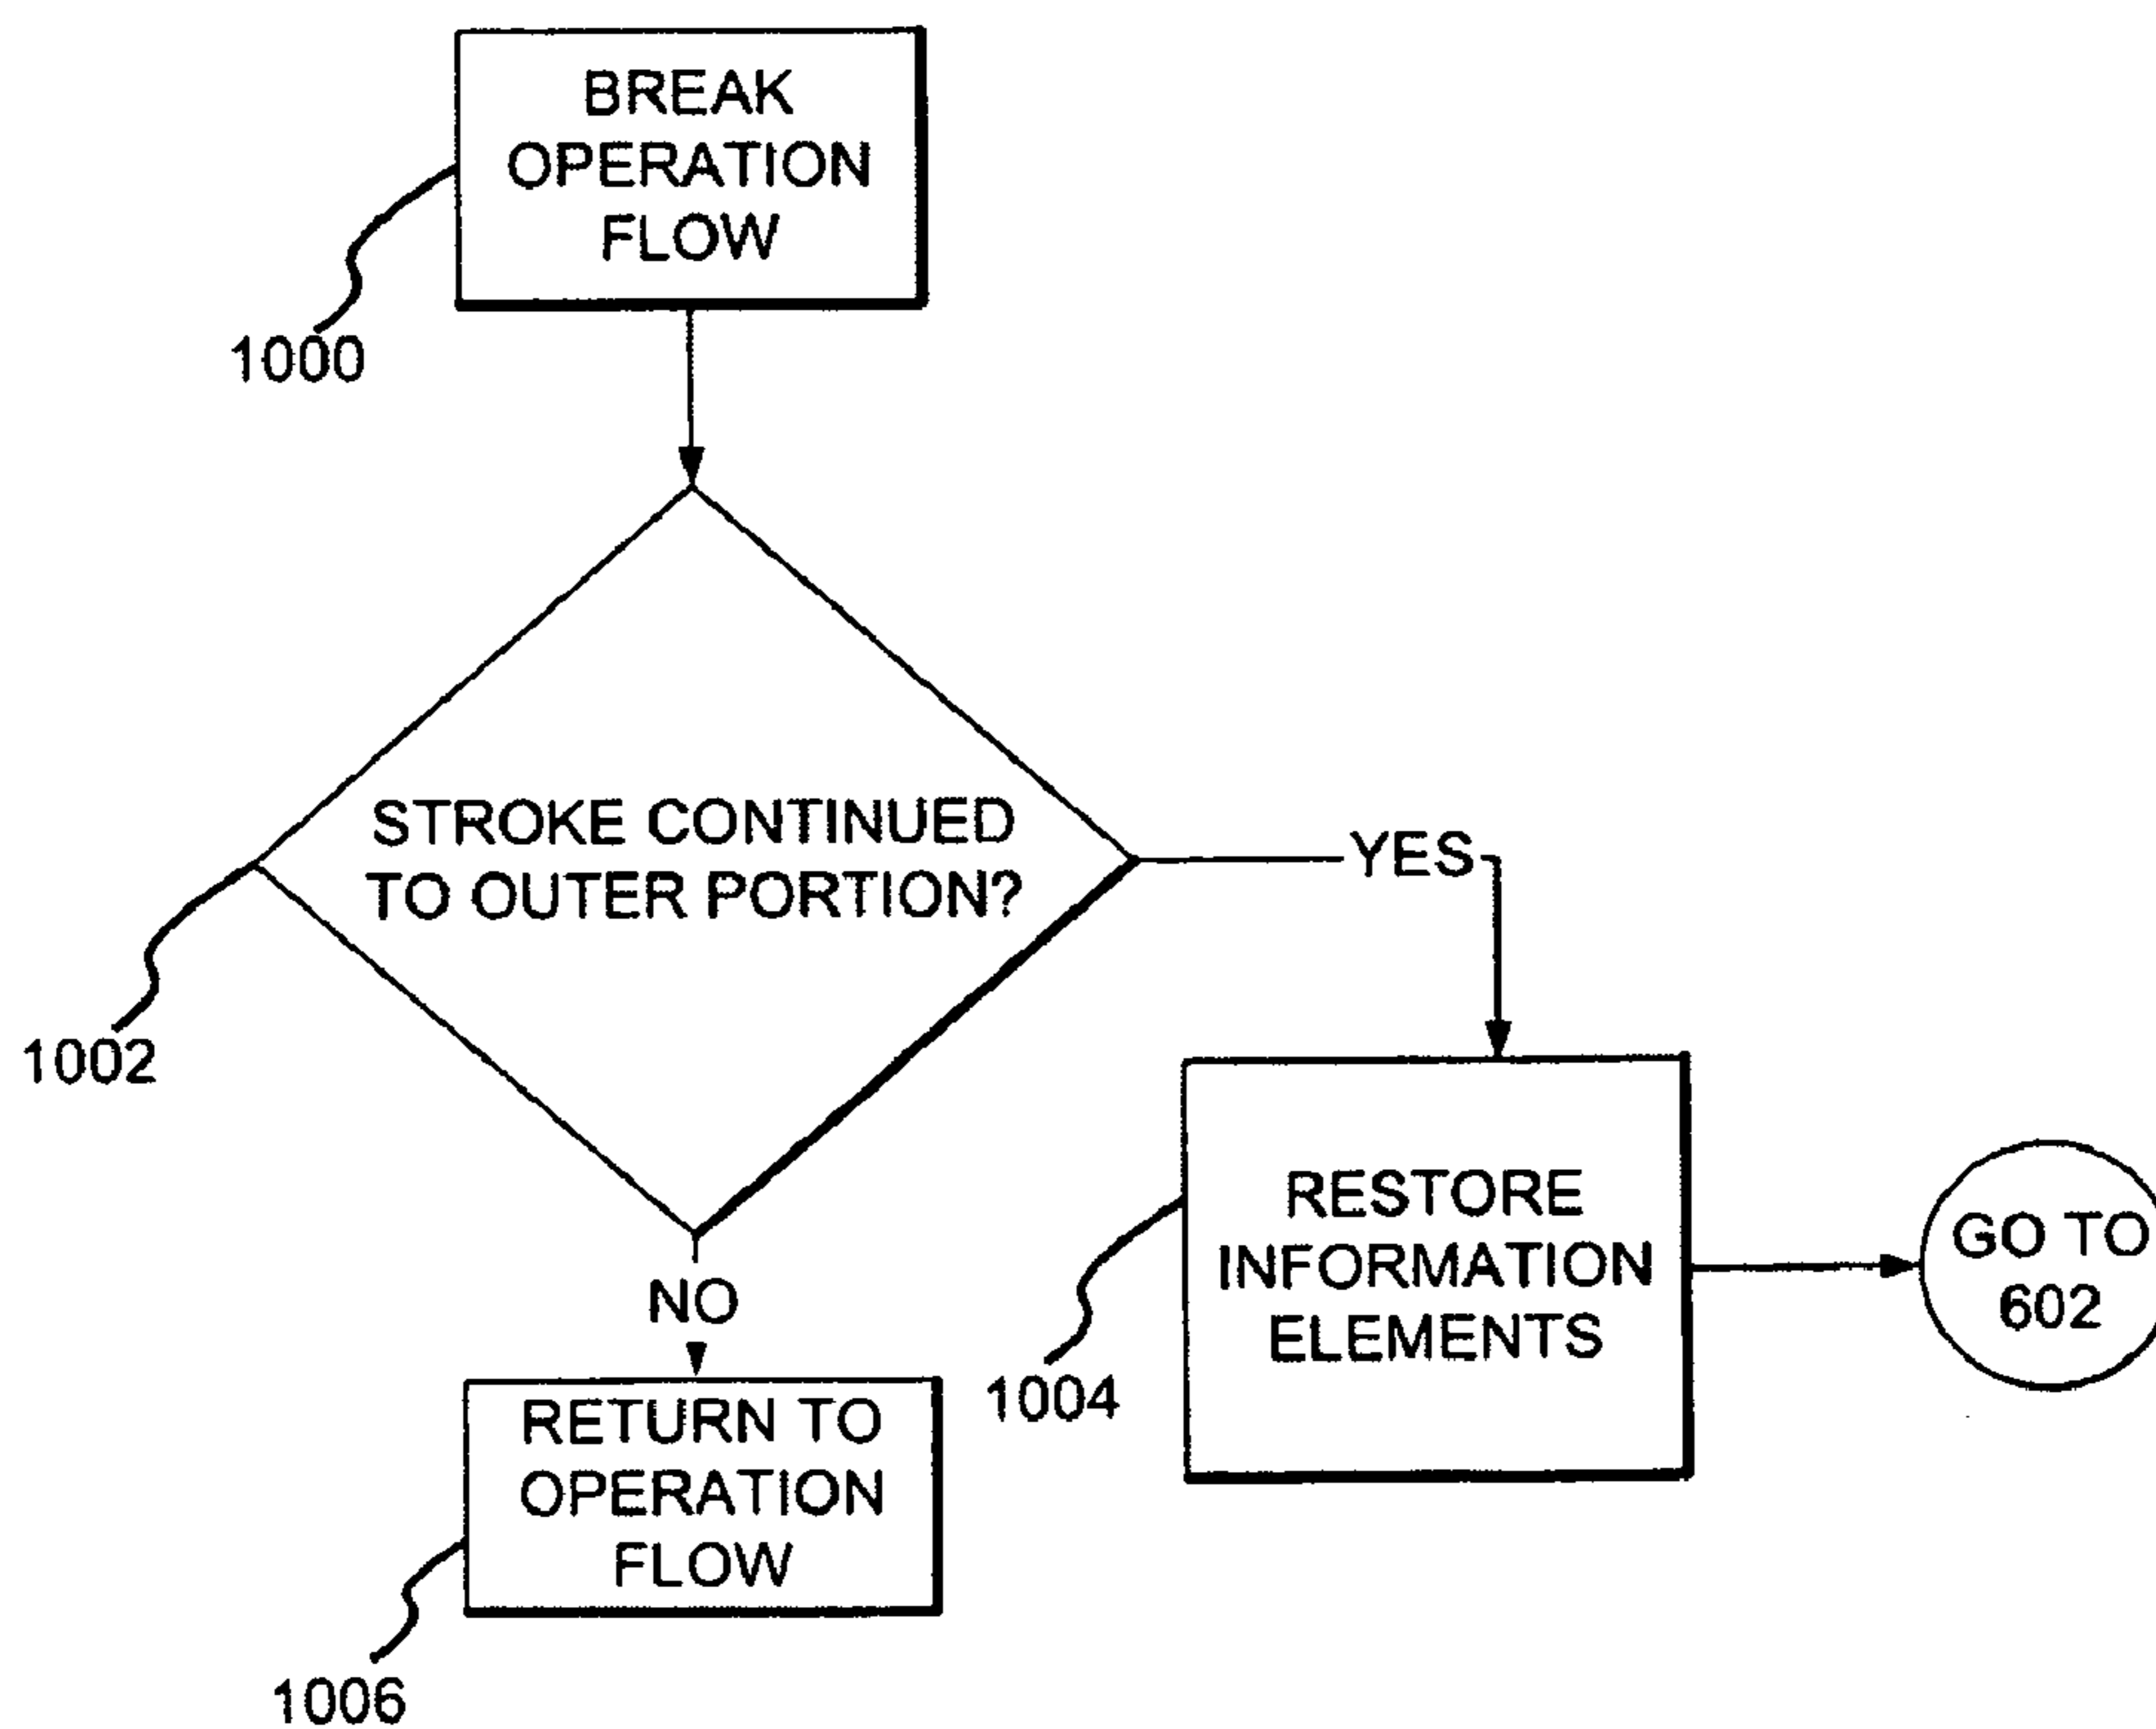 BREAK
OPERATION
FLOW
1000
STROKE CONTINUED
TO OUTER PORTION?
YES
1002
NO
RESTORE
INFORMATION
ELEMENTS
1004
GO TO
602
RETURN TO
OPERATION
FLOW
1006